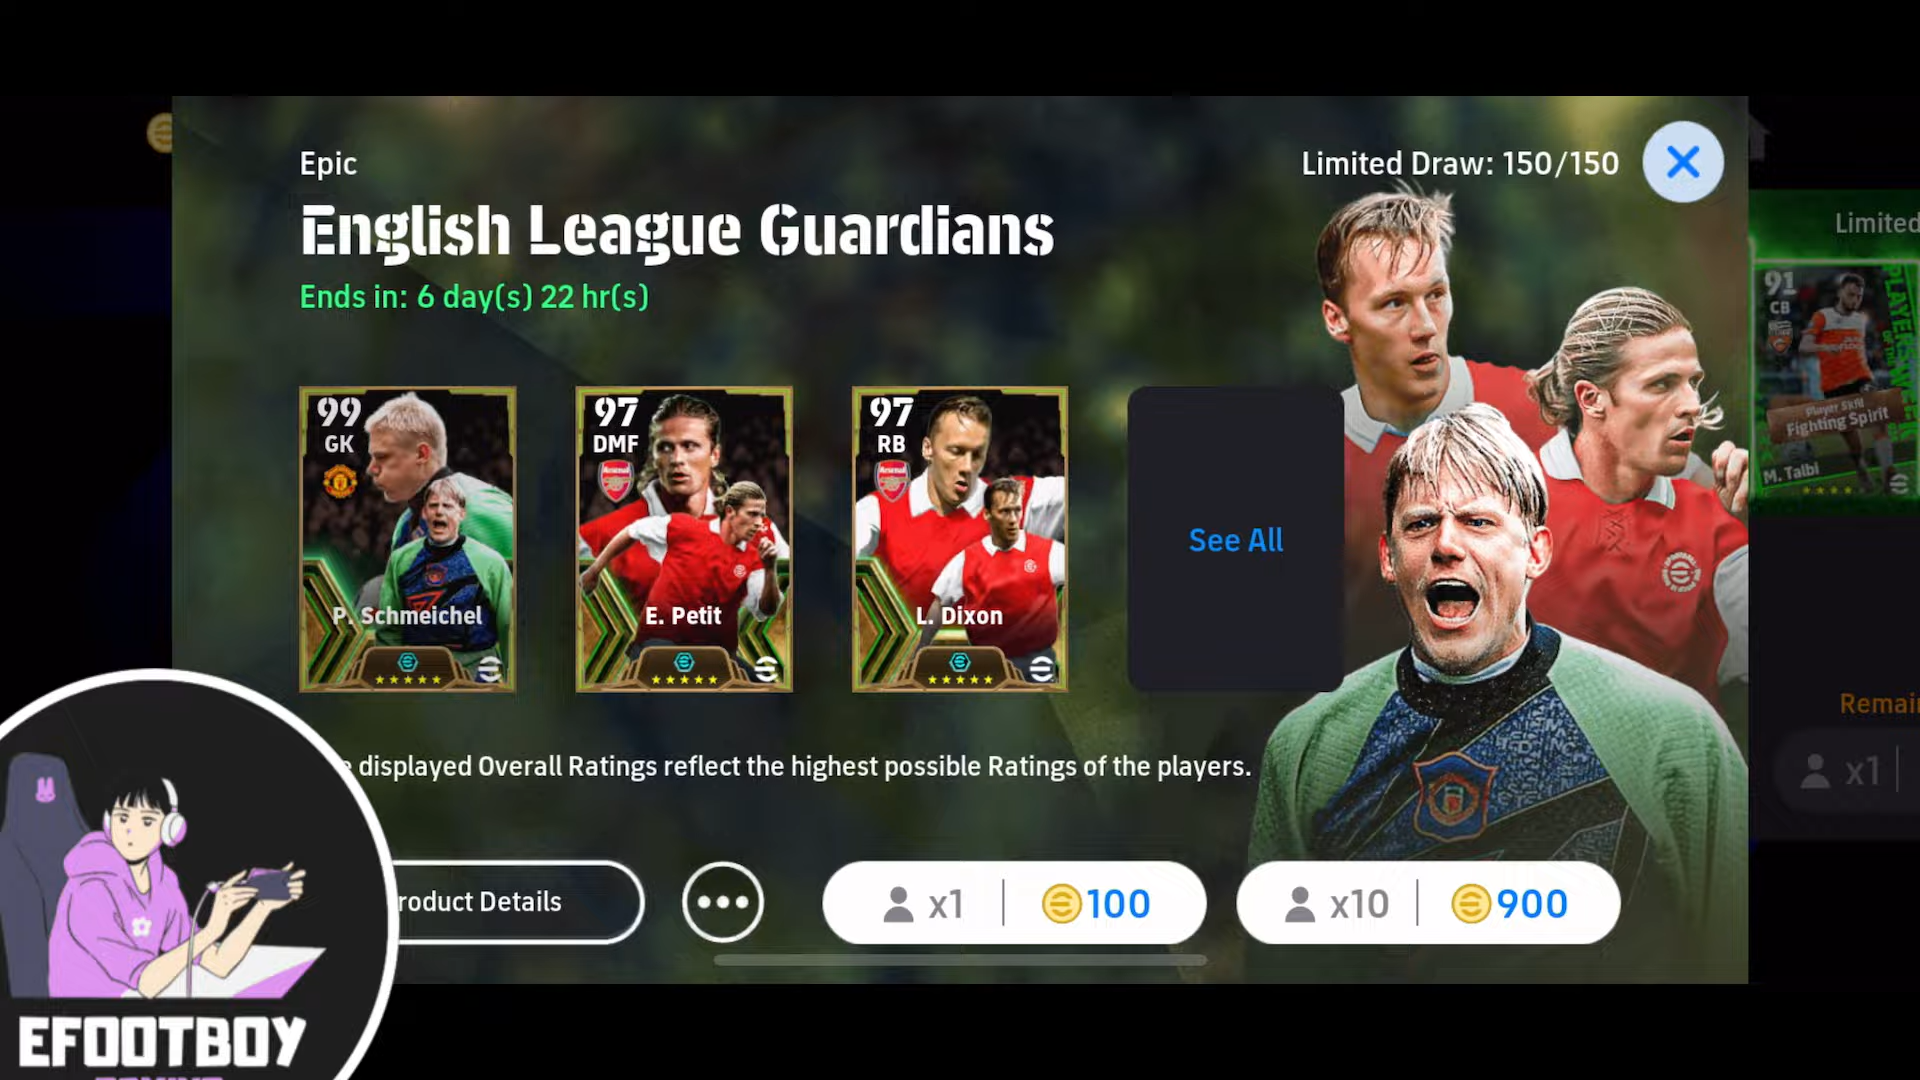 Epic
Limited Draw: 150/150
English League Guardians
Ends in: 6 day(s) 22 hr(s)
Limited
99
GK
P. Schmeichel
97
DMF
E. Petit
97
RB
L. Dixon
See All
91
CB
Player Skill
Fighting Spirit
M. Talbi
displayed Overall Ratings reflect the highest possible Ratings of the players.
Remai
x1
roduct Details
x1 | 100
x10 | 900
EFOOTBOY